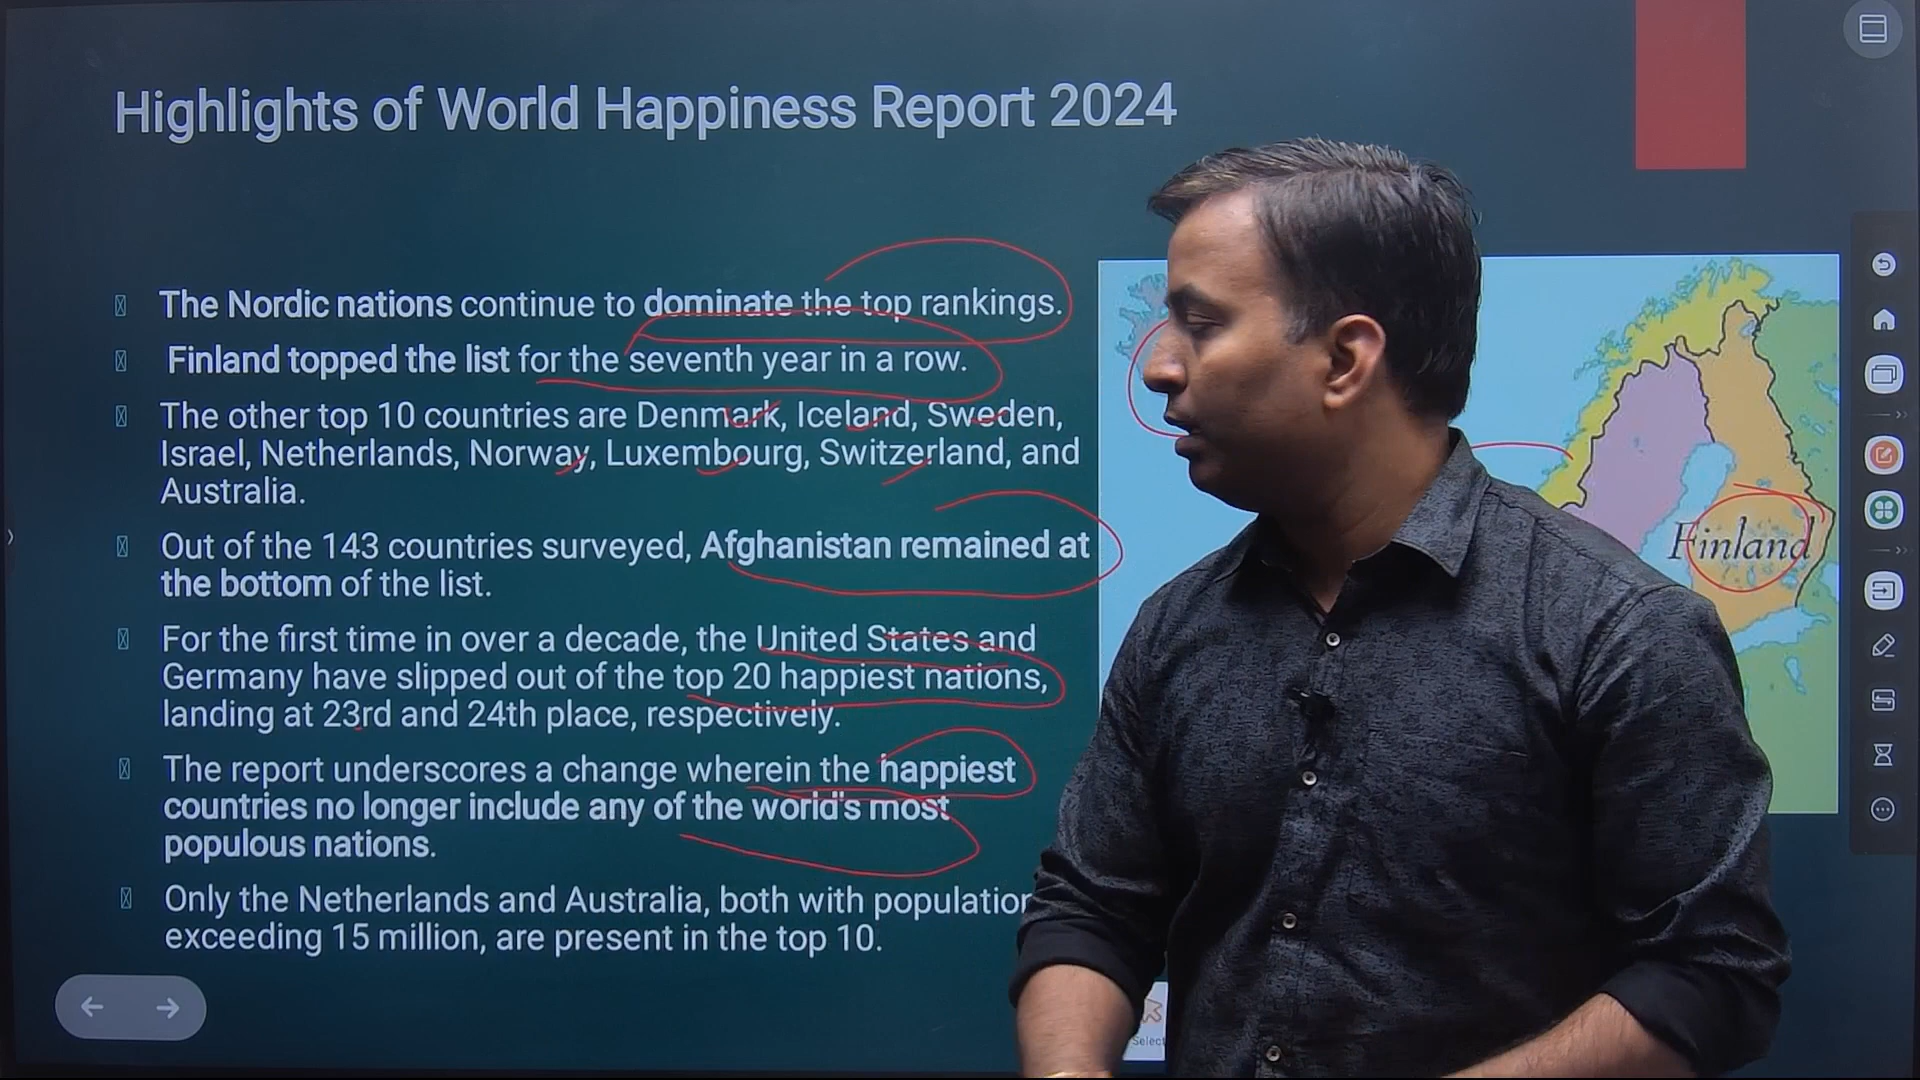 Highlights of World Happiness Report 2024
The Nordic nations continue to dominate the top rankings.
Finland topped the list for the seventh year in a row.
The other top 10 countries are Denmark, Iceland, Sweden,
Israel, Netherlands, Norway, Luxembourg, Switzerland, and
Australia.
Out of the 143 countries surveyed, Afghanistan remained at
the bottom of the list.
For the first time in over a decade, the United States and
Germany have slipped out of the top 20 happiest nations,
landing at 23rd and 24th place, respectively.
The report underscores a change wherein the happiest
countries no longer include any of the world's most
populous nations.
Only the Netherlands and Australia, both with
exceeding 15 million, are present in the top 10.
Finland
Select